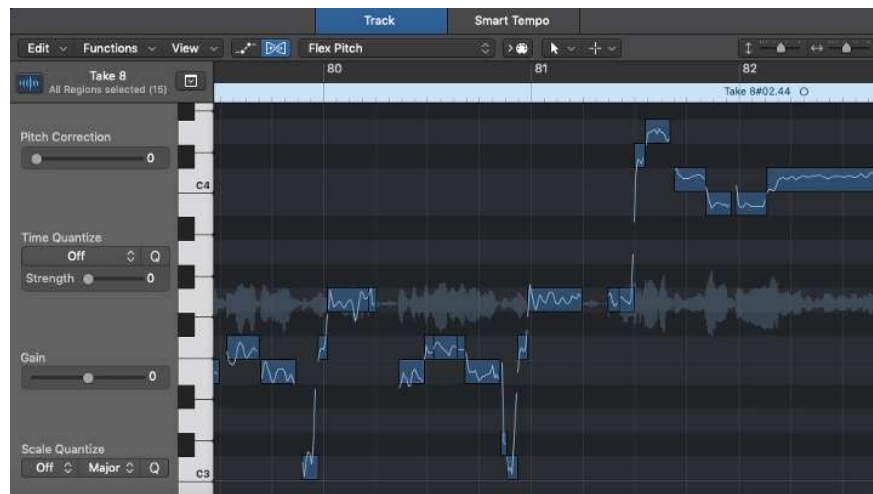 Track Smart Tempo
Edit Functions View Flex Pitch
Take 8
All Regions selected (15)
80 81 82
Take 8#02.44
Pitch Correction
0
C4
Time Quantize
Off Q
Strength 0
Gain
0
Scale Quantize
Off Major Q
C3